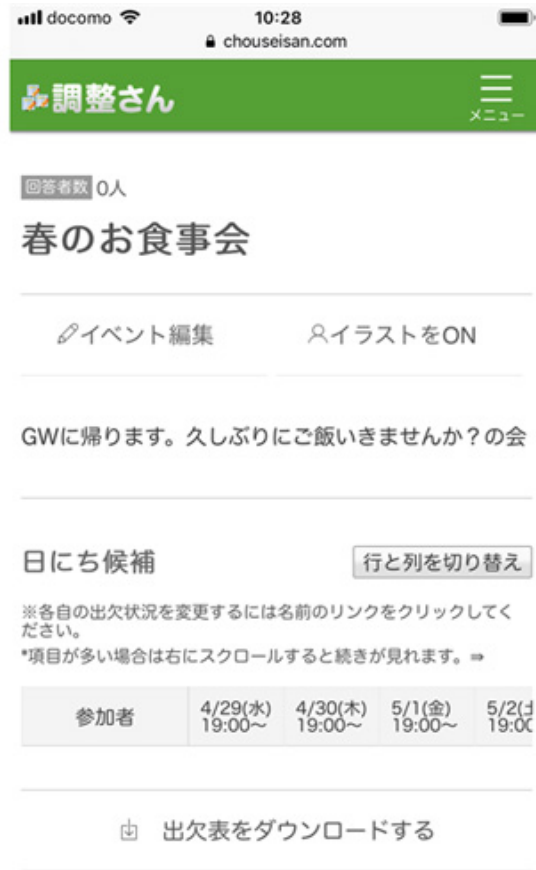 docomo 10:28
chouseisan.com
調整さん
メニュー
回答者数 0人
春のお食事会
イベント編集 イラストをON
GWに帰ります。久しぶりにご飯いきませんか？の会
日にち候補 行と列を切り替え
※各自の出欠状況を変更するには名前のリンクをクリックしてく
ださい。
*項目が多い場合は右にスクロールすると続きが見れます。⇒
参加者 4/29(水) 4/30(木) 5/1(金) 5/2(土
19:00〜 19:00〜 19:00〜 19:00
出欠表をダウンロードする